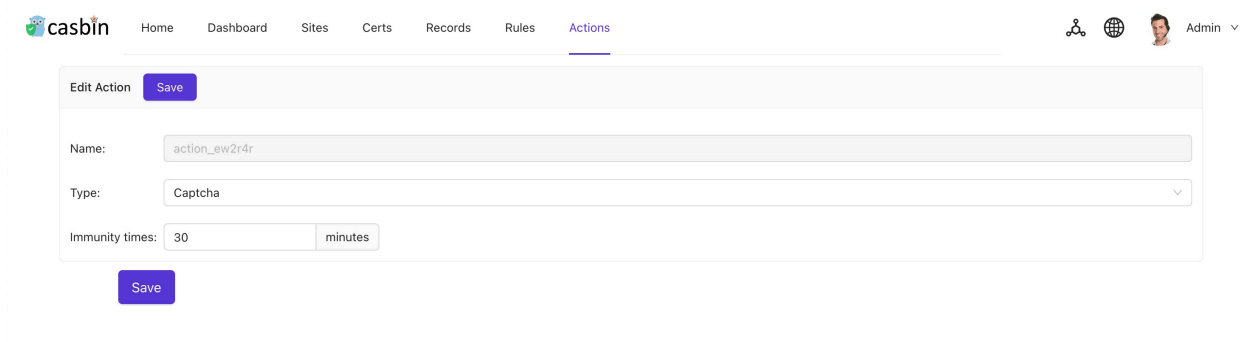 casbin Home Dashboard Sites Certs Records Rules Actions Admin
Edit Action Save
Name: action_ew2r4r
Type: Captcha
Immunity times: 30 minutes
Save